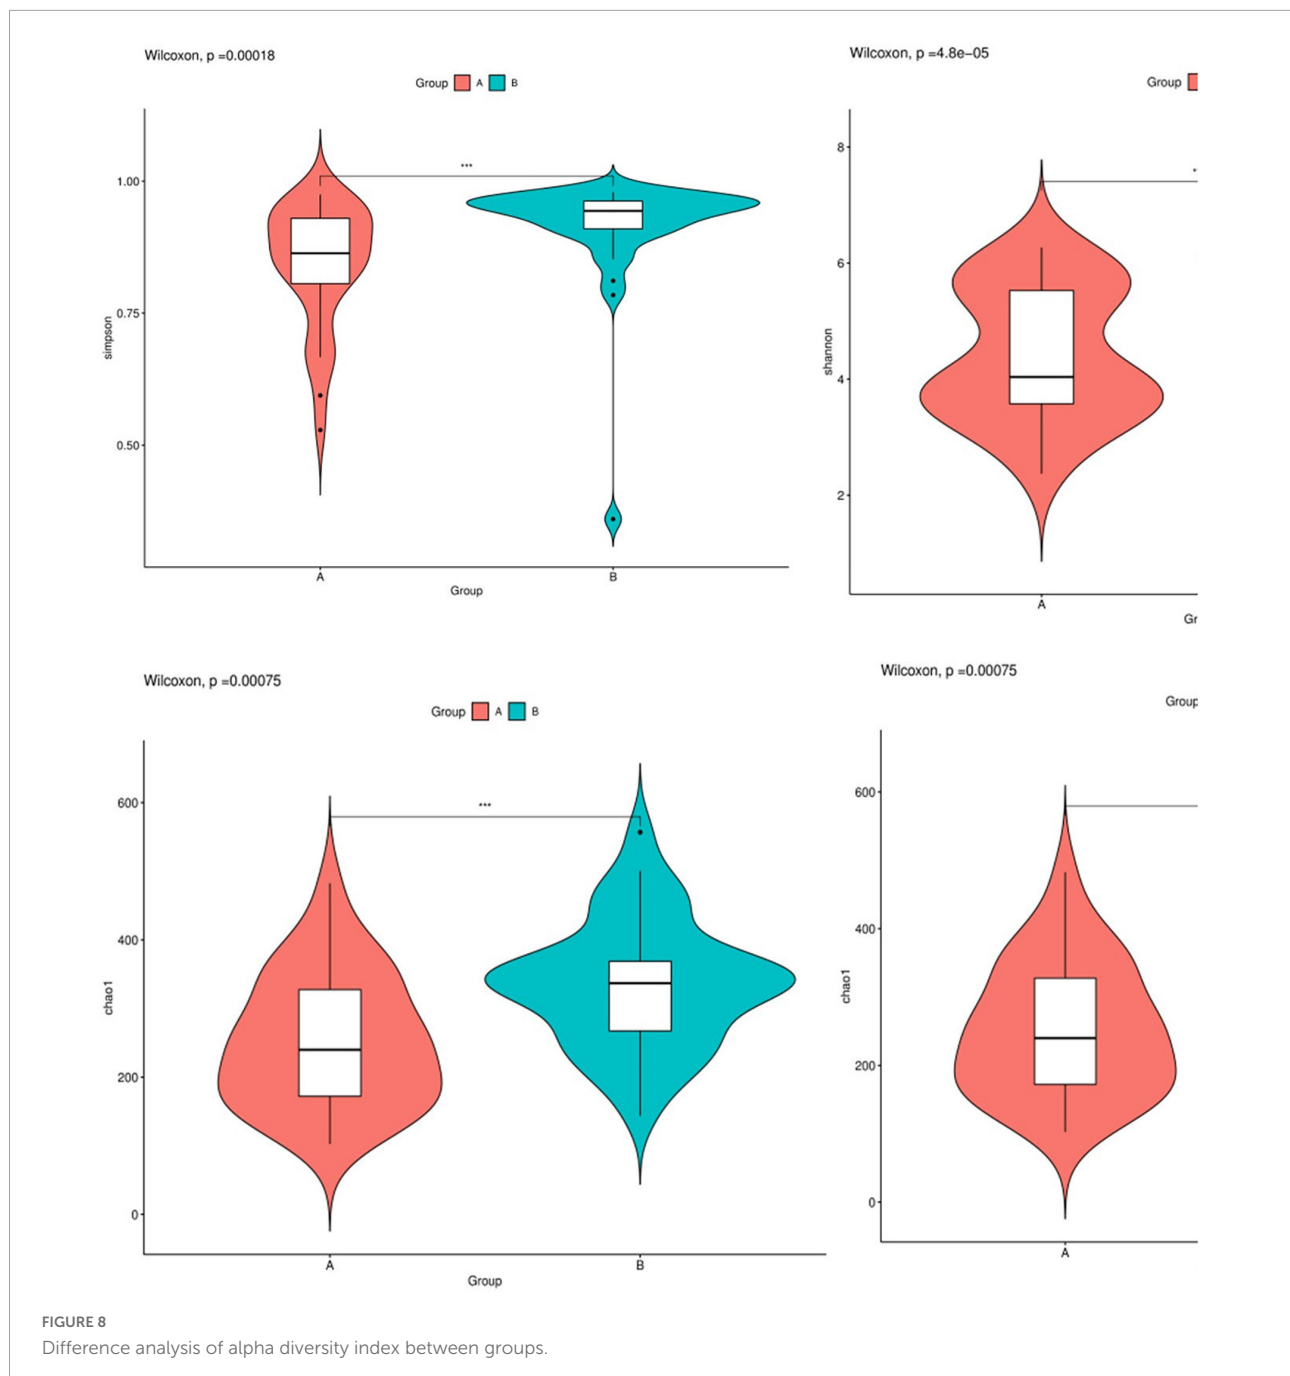 Wilcoxon, p =0.00018
Group A B
***
1.00
0.75
0.50
simpson
A B
Group
Wilcoxon, p =4.8e−05
Group
8
6
4
2
shannon
A
Gr
Wilcoxon, p =0.00075
Group A B
***
600
400
200
0
chao1
A B
Group
Wilcoxon, p =0.00075
Group
600
400
200
0
chao1
A
FIGURE 8
Difference analysis of alpha diversity index between groups.